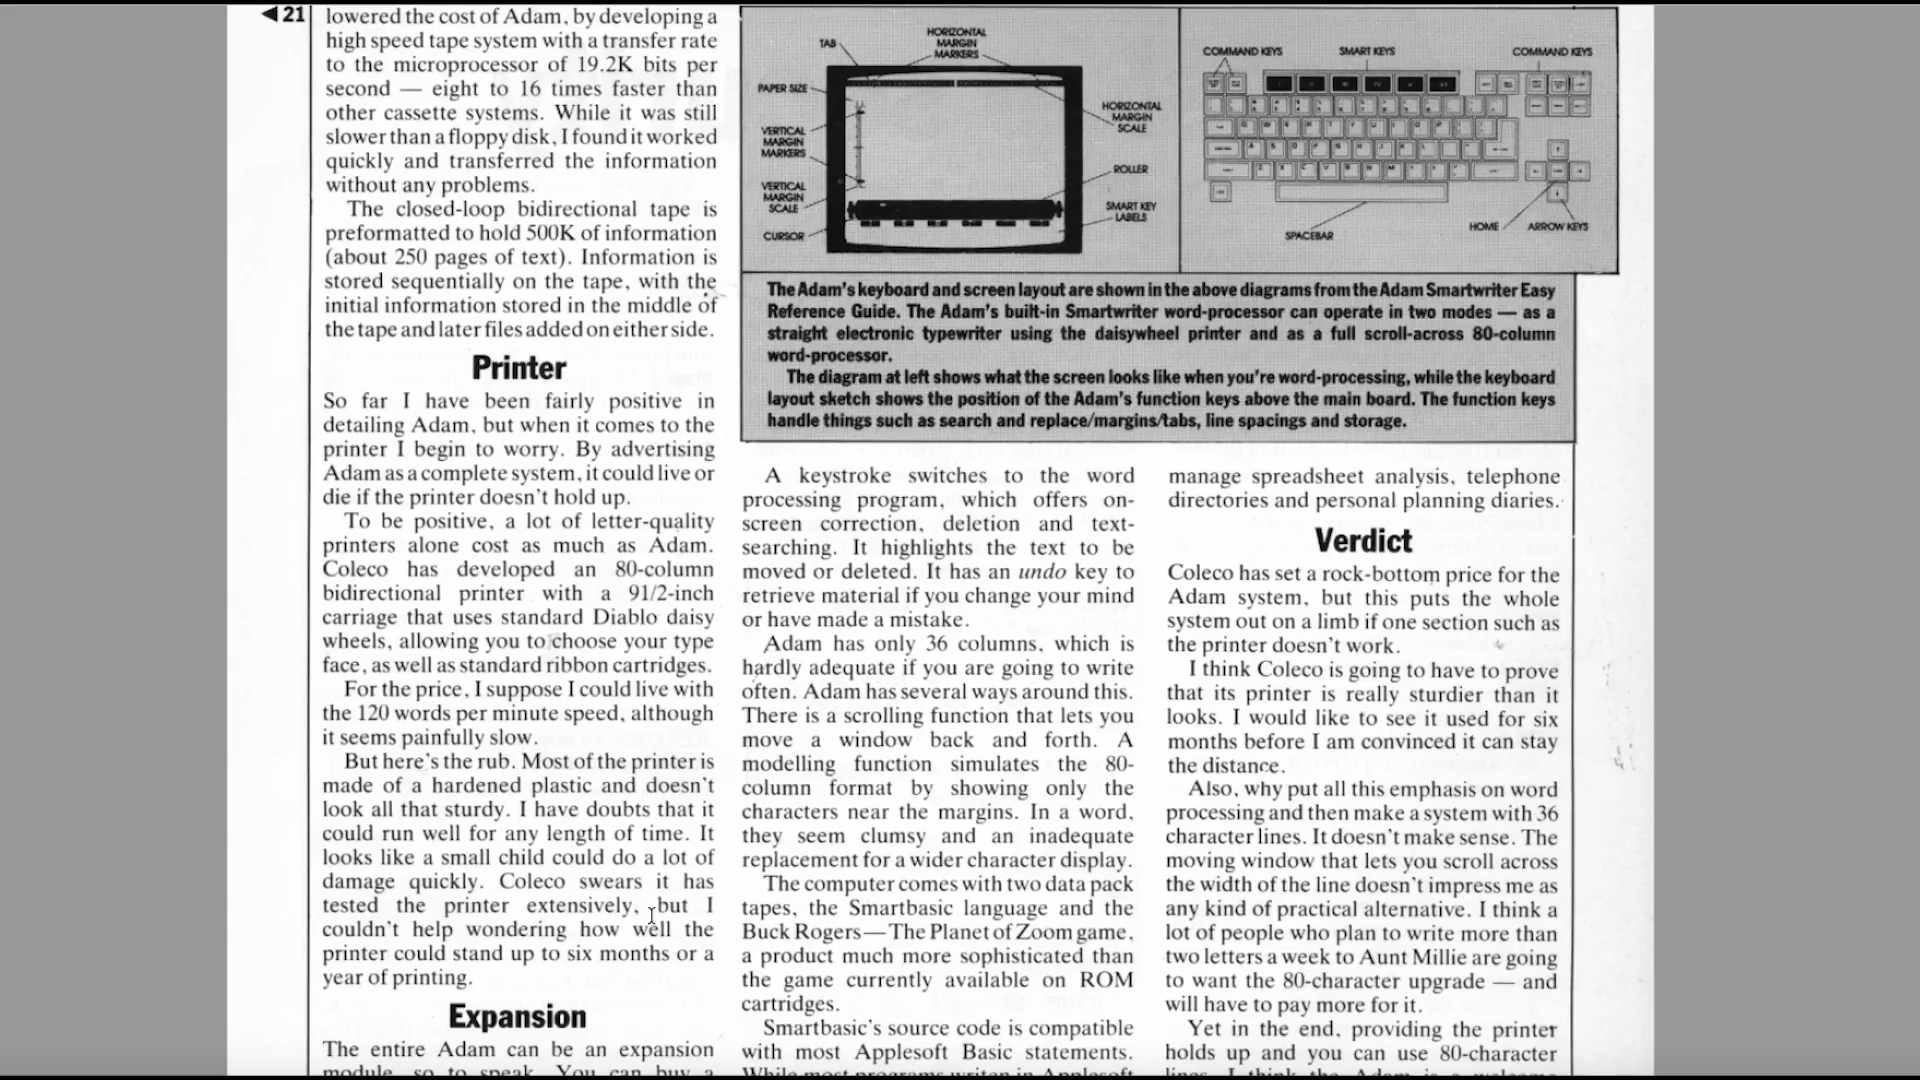 ◄21
lowered the cost of Adam, by developing a
high speed tape system with a transfer rate
to the microprocessor of 19.2K bits per
second — eight to 16 times faster than
other cassette systems. While it was still
slower than a floppy disk, I found it worked
quickly and transferred the information
without any problems.
The closed-loop bidirectional tape is
preformatted to hold 500K of information
(about 250 pages of text). Information is
stored sequentially on the tape, with the
initial information stored in the middle of
the tape and later files added on either side.
Printer
So far I have been fairly positive in
detailing Adam, but when it comes to the
printer I begin to worry. By advertising
Adam as a complete system, it could live or
die if the printer doesn't hold up.
To be positive, a lot of letter-quality
printers alone cost as much as Adam.
Coleco has developed an 80-column
bidirectional printer with a 91/2-inch
carriage that uses standard Diablo daisy
wheels, allowing you to choose your type
face, as well as standard ribbon cartridges.
For the price, I suppose I could live with
the 120 words per minute speed, although
it seems painfully slow.
But here's the rub. Most of the printer is
made of a hardened plastic and doesn't
look all that sturdy. I have doubts that it
could run well for any length of time. It
looks like a small child could do a lot of
damage quickly. Coleco swears it has
tested the printer extensively, but I
couldn't help wondering how well the
printer could stand up to six months or a
year of printing.
Expansion
The entire Adam can be an expansion
module, so to speak. You can buy a
TAB
HORIZONTAL
MARGIN
MARKERS
PAPER SIZE
VERTICAL
MARGIN
MARKERS
VERTICAL
MARGIN
SCALE
CURSOR
HORIZONTAL
MARGIN
SCALE
ROLLER
SMART KEY
LABELS
COMMAND KEYS
SMART KEYS
COMMAND KEYS
SPACEBAR
HOME
ARROW KEYS
The Adam's keyboard and screen layout are shown in the above diagrams from the Adam Smartwriter Easy
Reference Guide. The Adam's built-in Smartwriter word-processor can operate in two modes — as a
straight electronic typewriter using the daisywheel printer and as a full scroll-across 80-column
word-processor.
The diagram at left shows what the screen looks like when you're word-processing, while the keyboard
layout sketch shows the position of the Adam's function keys above the main board. The function keys
handle things such as search and replace/margins/tabs, line spacings and storage.
A keystroke switches to the word
processing program, which offers on-
screen correction, deletion and text-
searching. It highlights the text to be
moved or deleted. It has an undo key to
retrieve material if you change your mind
or have made a mistake.
Adam has only 36 columns, which is
hardly adequate if you are going to write
often. Adam has several ways around this.
There is a scrolling function that lets you
move a window back and forth. A
modelling function simulates the 80-
column format by showing only the
characters near the margins. In a word,
they seem clumsy and an inadequate
replacement for a wider character display.
The computer comes with two data pack
tapes, the Smartbasic language and the
Buck Rogers—The Planet of Zoom game,
a product much more sophisticated than
the game currently available on ROM
cartridges.
Smartbasic's source code is compatible
with most Applesoft Basic statements.
While most programs writen in Applesoft
manage spreadsheet analysis, telephone
directories and personal planning diaries.
Verdict
Coleco has set a rock-bottom price for the
Adam system, but this puts the whole
system out on a limb if one section such as
the printer doesn't work.
I think Coleco is going to have to prove
that its printer is really sturdier than it
looks. I would like to see it used for six
months before I am convinced it can stay
the distance.
Also, why put all this emphasis on word
processing and then make a system with 36
character lines. It doesn't make sense. The
moving window that lets you scroll across
the width of the line doesn't impress me as
any kind of practical alternative. I think a
lot of people who plan to write more than
two letters a week to Aunt Millie are going
to want the 80-character upgrade — and
will have to pay more for it.
Yet in the end, providing the printer
holds up and you can use 80-character
lines, I think the Adam is a welcome